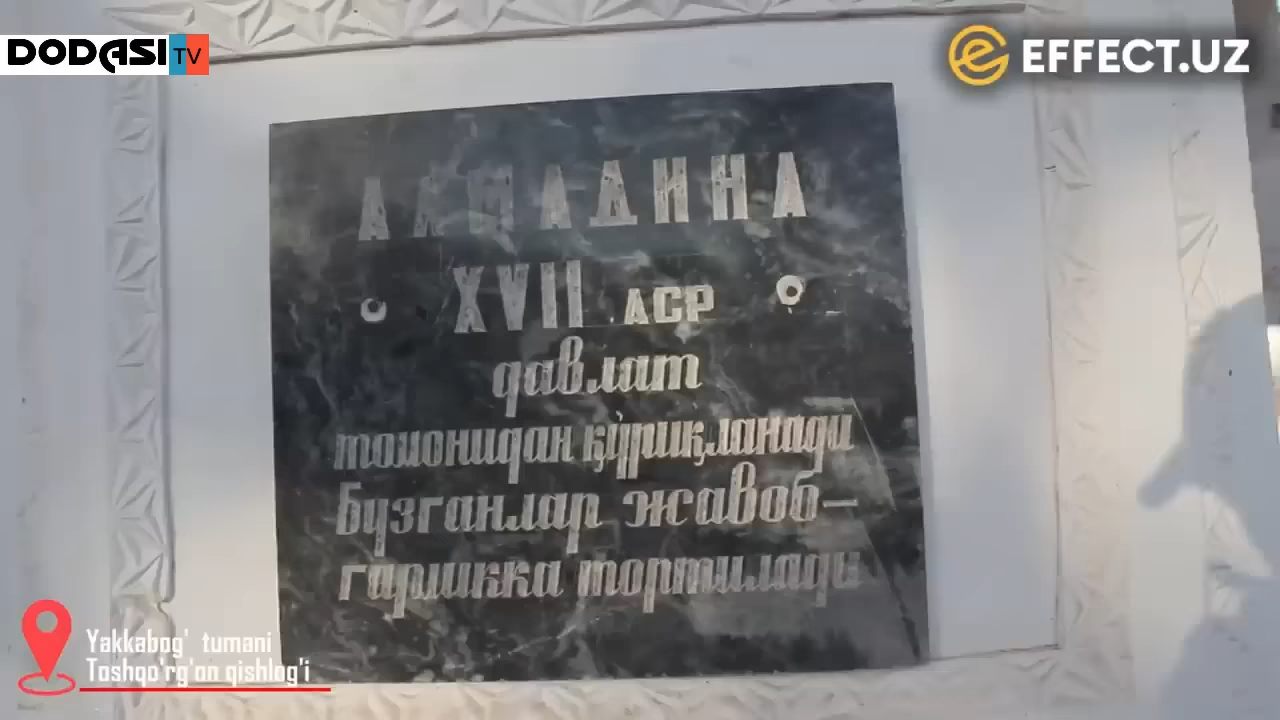 DODASI TV
EFFECT.UZ
АКМАДИНА
XVII АСР
давлат
томонидан қўриқланади
Бузганлар жавоб-
гарликка тортилади
Yakkabog' tumani
Toshqo'rg'on qishlog'i